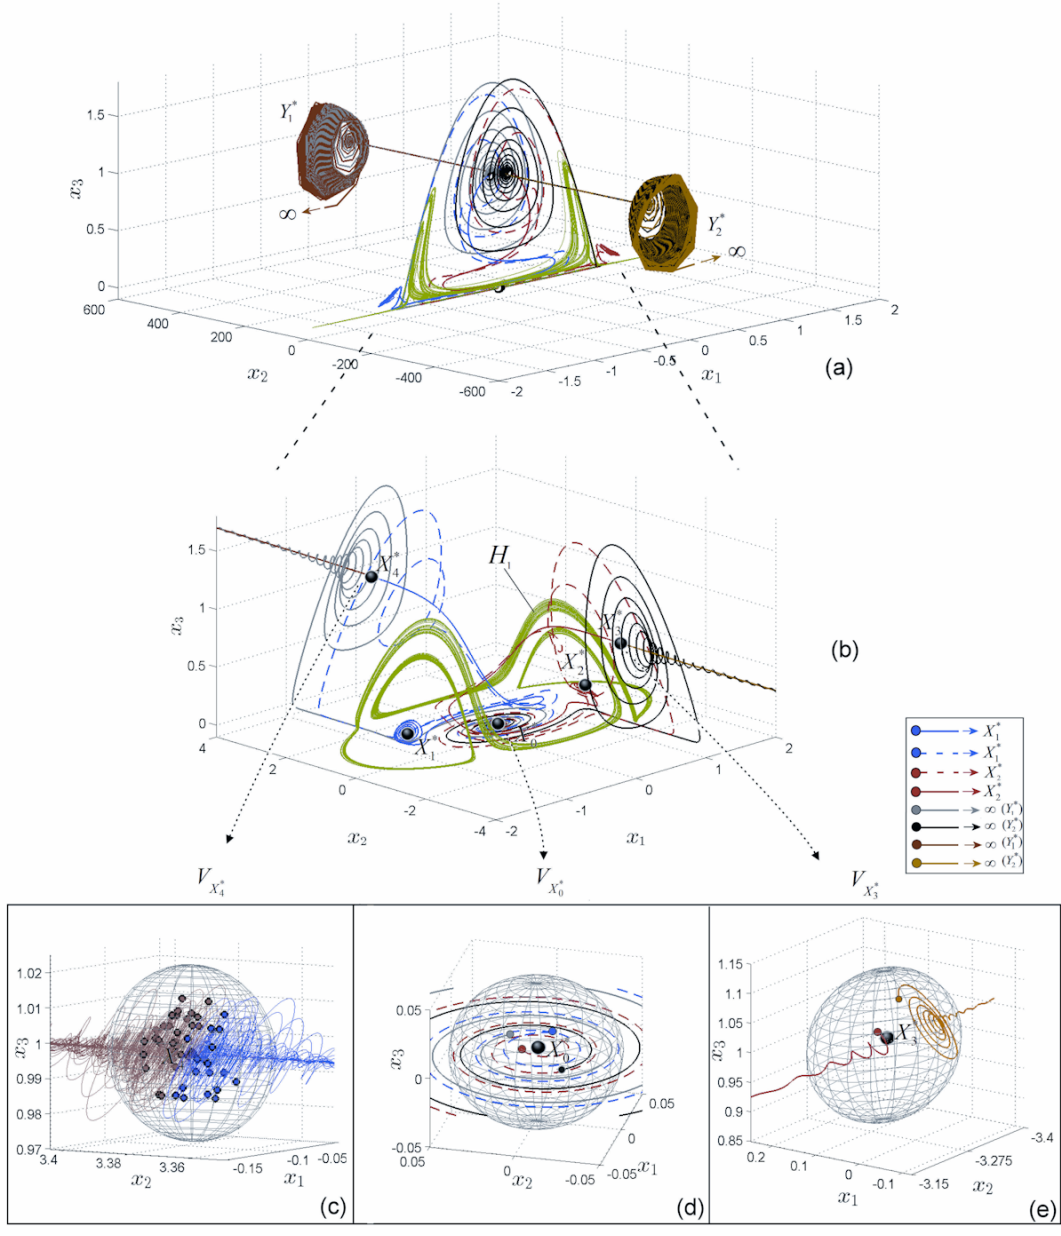 Y₁*
∞
Y₂*
∞
x₃
1.5
1
0.5
0
600
400
200
0
-200
-400
-600
x₂
-2
-1.5
-1
-0.5
0
0.5
1
1.5
2
x₁
(a)
x₃
1.5
1
0.5
0
X₄*
H₁
X₃*
X₂*
X₁*
X₀*
4
2
0
-2
-4
x₂
-2
-1
0
1
2
x₁
(b)
X₁*
X₁*
X₂*
X₂*
∞ (Y₁*)
∞ (Y₂*)
∞ (Y₁*)
∞ (Y₂*)
V_X₄*
V_X₀*
V_X₃*
x₃
1.02
1.01
1
0.99
0.98
0.97
3.4
3.38
3.36
x₂
-0.15
-0.1
-0.05
x₁
(c)
x₃
0.05
0
-0.05
X₀*
0.05
0
-0.05
x₂
-0.05
0
0.05
x₁
(d)
x₃
1.15
1.1
1.05
1
0.95
0.9
0.85
X₃*
0.2
0.1
0
-0.1
x₁
-3.15
-3.275
-3.4
x₂
(e)